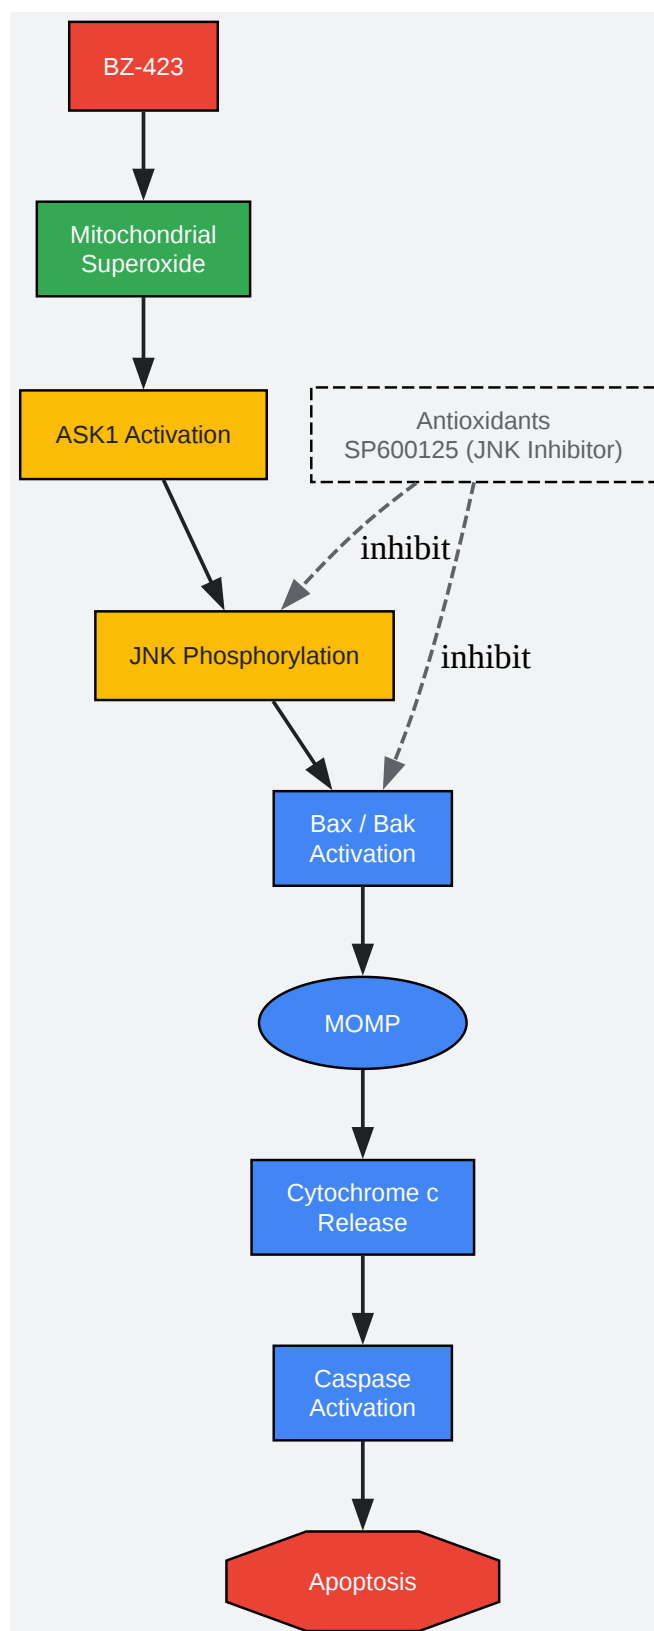 BZ-423
Mitochondrial
Superoxide
ASK1 Activation
Antioxidants
SP600125 (JNK Inhibitor)
inhibit
JNK Phosphorylation
inhibit
Bax / Bak
Activation
MOMP
Cytochrome c
Release
Caspase
Activation
Apoptosis